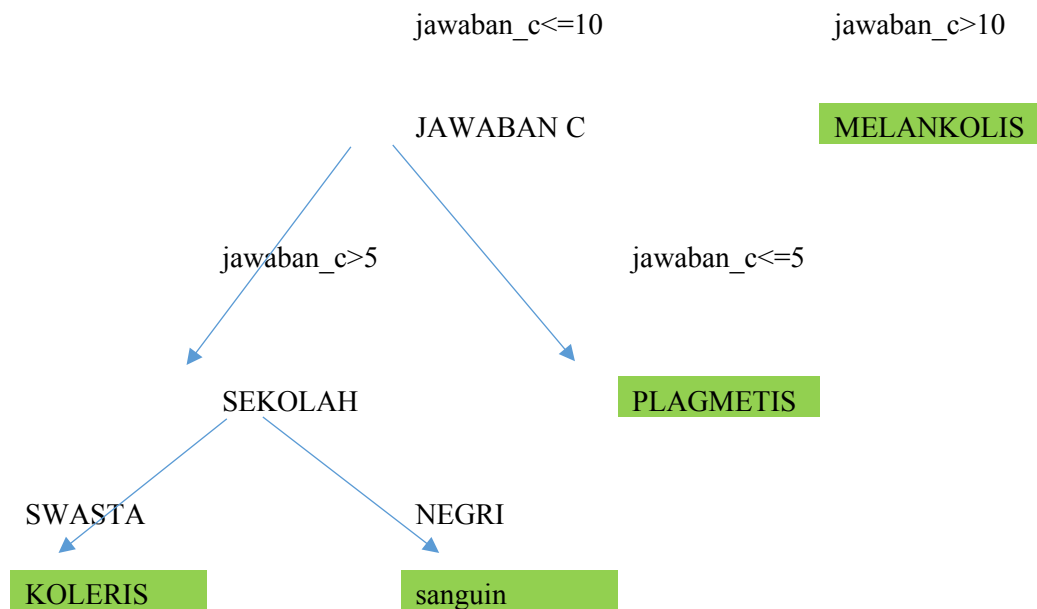 jawaban_c<=10 jawaban_c>10
JAWABAN C MELANKOLIS
jawaban_c>5 jawaban_c<=5
SEKOLAH PLAGMETIS
SWASTA NEGRI
KOLERIS sanguin